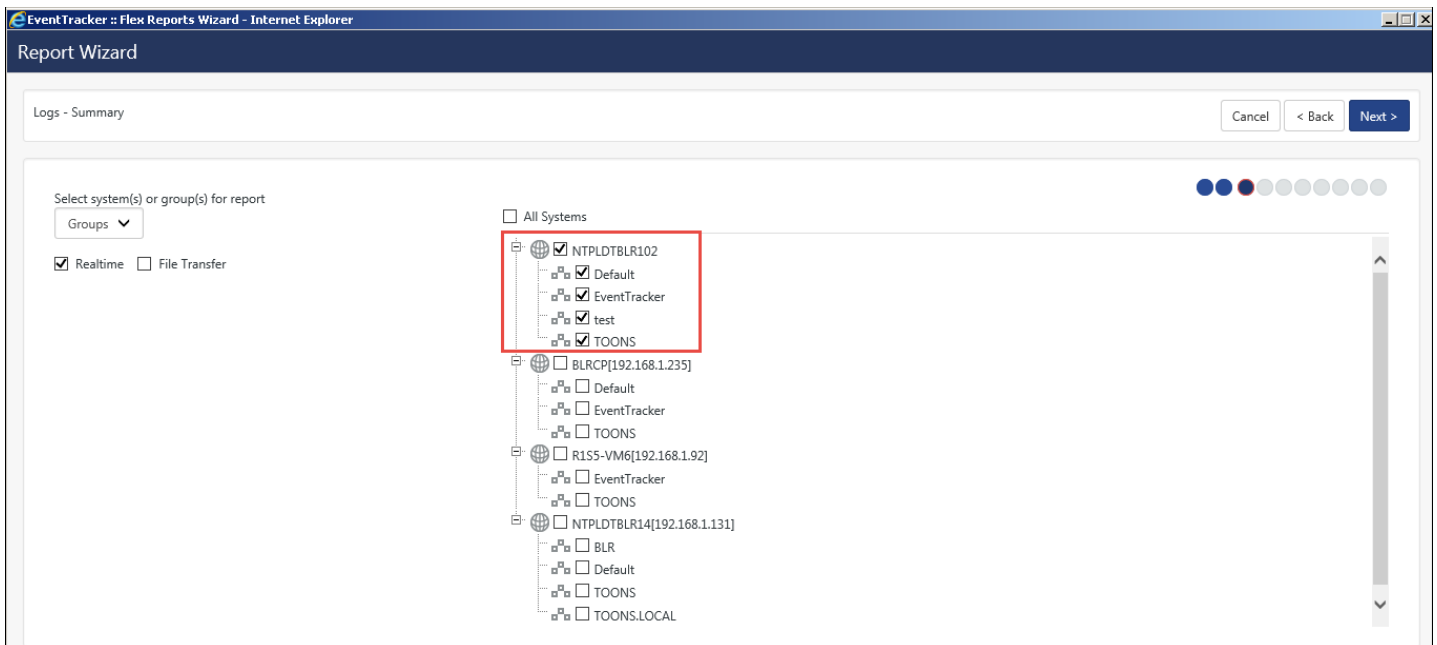 EventTracker :: Flex Reports Wizard - Internet Explorer
Report Wizard
Logs - Summary
Cancel
< Back
Next >
Select system(s) or group(s) for report
Groups
Realtime
File Transfer
All Systems
NTPLDTBLR102
Default
EventTracker
test
TOONS
BLRCP[192.168.1.235]
Default
EventTracker
TOONS
R1S5-VM6[192.168.1.92]
EventTracker
TOONS
NTPLDTBLR14[192.168.1.131]
BLR
Default
TOONS
TOONS.LOCAL